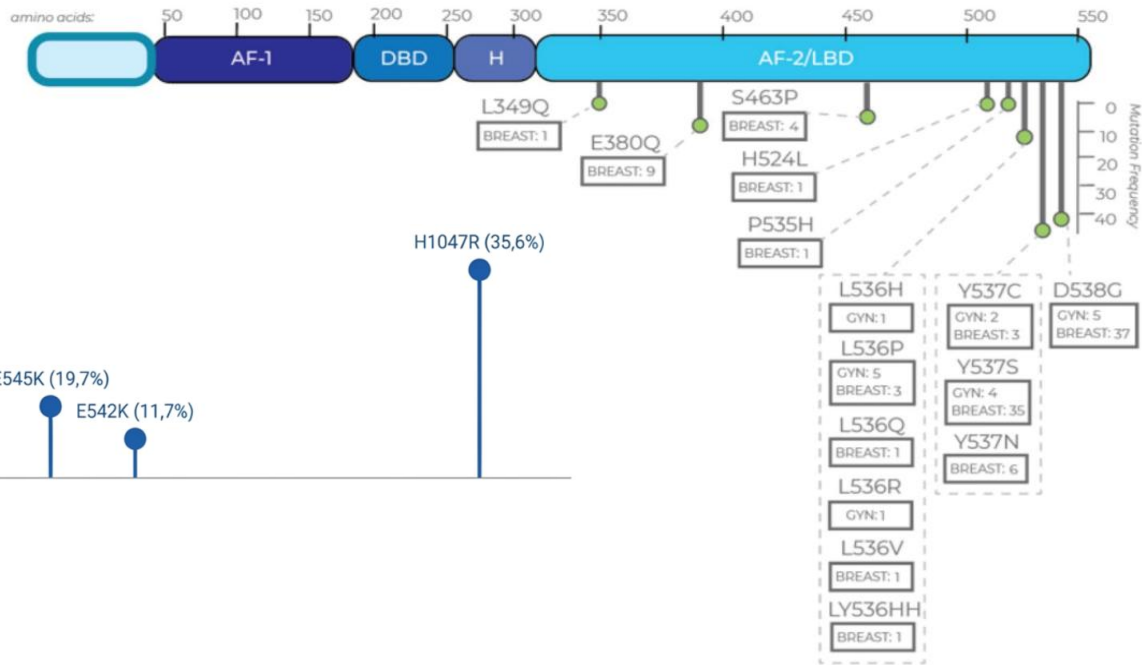 amino acids:
50 100 150 200 250 300 350 400 450 500 550
AF-1 DBD H AF-2/LBD
L349Q
BREAST: 1
E380Q
BREAST: 9
S463P
BREAST: 4
H524L
BREAST: 1
P535H
BREAST: 1
0
10
20
30
40
Mutation Frequency
H1047R (35,6%)
E545K (19,7%)
E542K (11,7%)
L536H
GYN: 1
L536P
GYN: 5
BREAST: 3
L536Q
BREAST: 1
L536R
GYN: 1
L536V
BREAST: 1
LY536HH
BREAST: 1
Y537C
GYN: 2
BREAST: 3
Y537S
GYN: 4
BREAST: 35
Y537N
BREAST: 6
D538G
GYN: 5
BREAST: 37